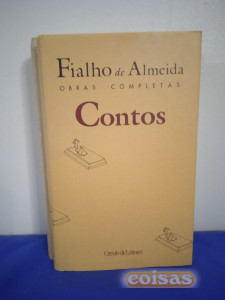 Fialho de Almeida
OBRAS COMPLETAS
Contos
Círculo de Leitores
coisas